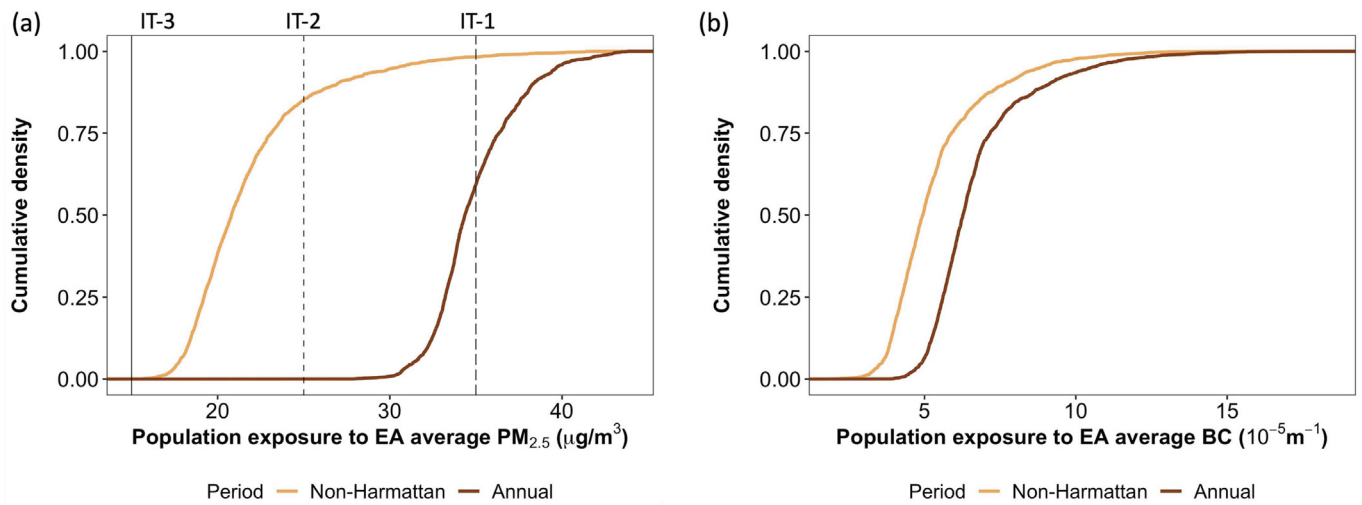 (a)
IT-3
IT-2
IT-1
1.00
0.75
0.50
0.25
0.00
Cumulative density
20
30
40
Population exposure to EA average PM2.5 (μg/m³)
Period Non-Harmattan Annual
(b)
1.00
0.75
0.50
0.25
0.00
Cumulative density
5
10
15
Population exposure to EA average BC (10⁻⁵m⁻¹)
Period Non-Harmattan Annual